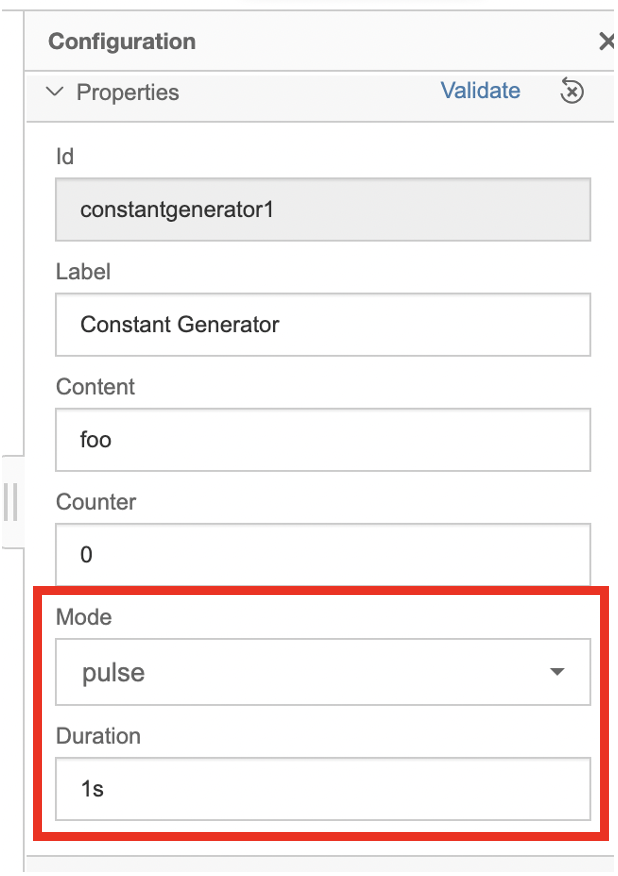 Configuration
Properties
Validate
Id
constantgenerator1
Label
Constant Generator
Content
foo
Counter
0
Mode
pulse
Duration
1s